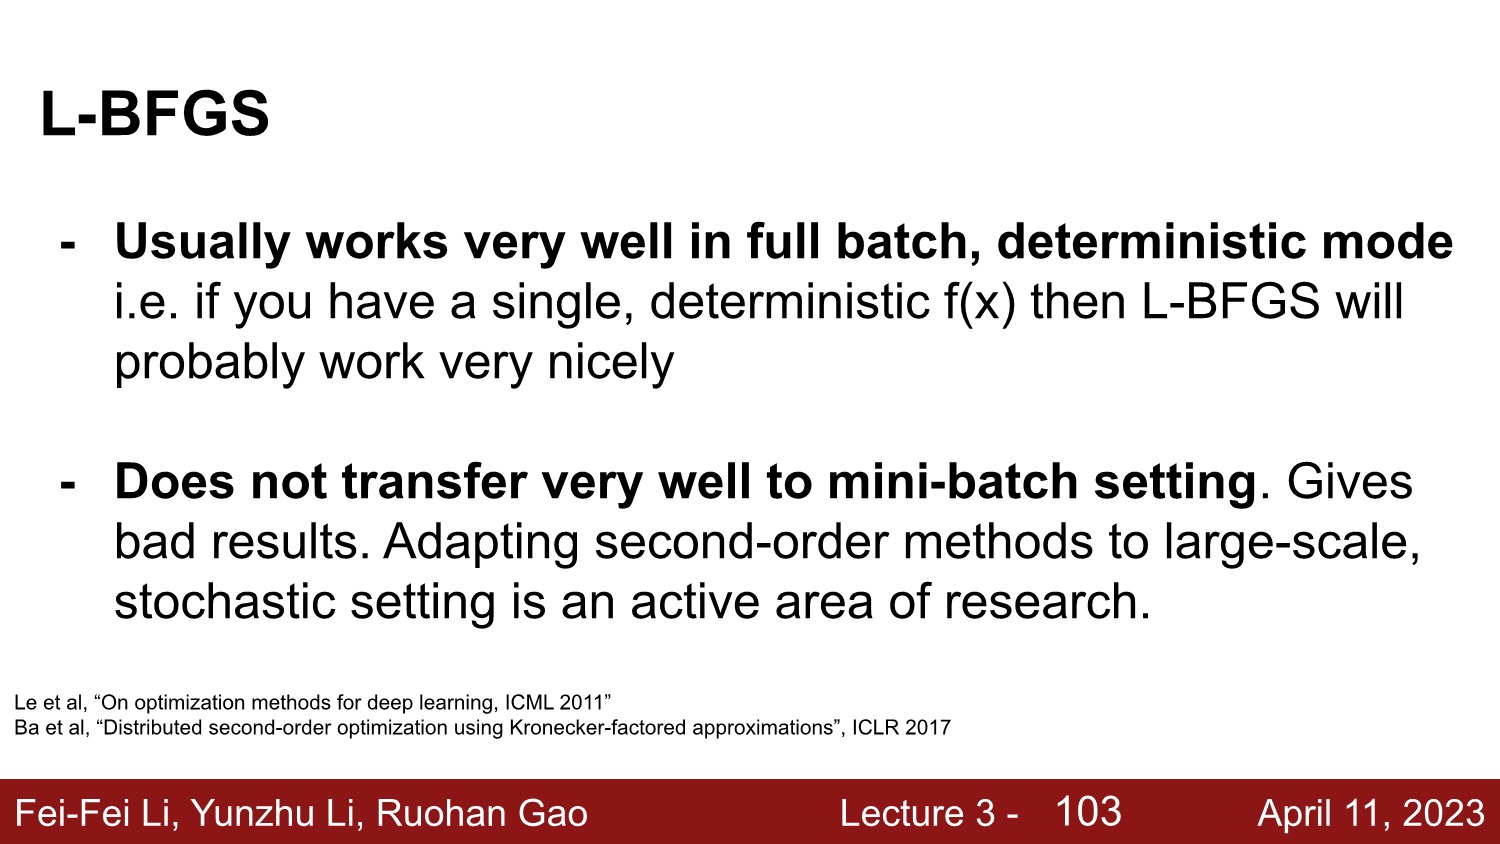 L-BFGS
- Usually works very well in full batch, deterministic mode
i.e. if you have a single, deterministic f(x) then L-BFGS will
probably work very nicely
- Does not transfer very well to mini-batch setting. Gives
bad results. Adapting second-order methods to large-scale,
stochastic setting is an active area of research.
Le et al, “On optimization methods for deep learning, ICML 2011”
Ba et al, “Distributed second-order optimization using Kronecker-factored approximations”, ICLR 2017
Fei-Fei Li, Yunzhu Li, Ruohan Gao Lecture 3 - 103 April 11, 2023